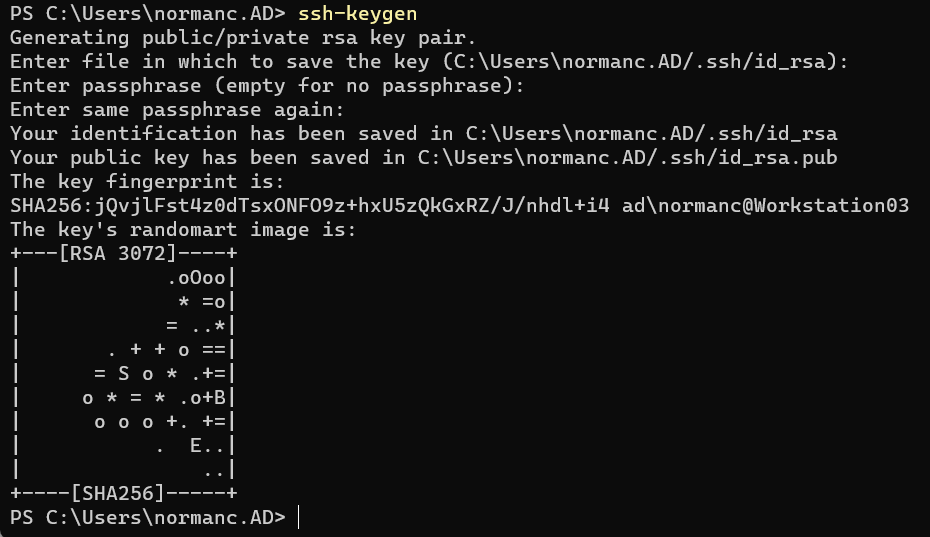 PS C:\Users\normanc.AD> ssh-keygen
Generating public/private rsa key pair.
Enter file in which to save the key (C:\Users\normanc.AD/.ssh/id_rsa):
Enter passphrase (empty for no passphrase):
Enter same passphrase again:
Your identification has been saved in C:\Users\normanc.AD/.ssh/id_rsa
Your public key has been saved in C:\Users\normanc.AD/.ssh/id_rsa.pub
The key fingerprint is:
SHA256:jQvjlFst4z0dTsxONFO9z+hxU5zQkGxRZ/J/nhdl+i4 ad\normanc@Workstation03
The key's randomart image is:
+---[RSA 3072]----+
|            .oOoo|
|             * =o|
|            = ..*|
|       . + + o ==|
|      = S o * .+=|
|     o * = * .o+B|
|      o o o +. +=|
|           .  E..|
|               ..|
+----[SHA256]-----+
PS C:\Users\normanc.AD>